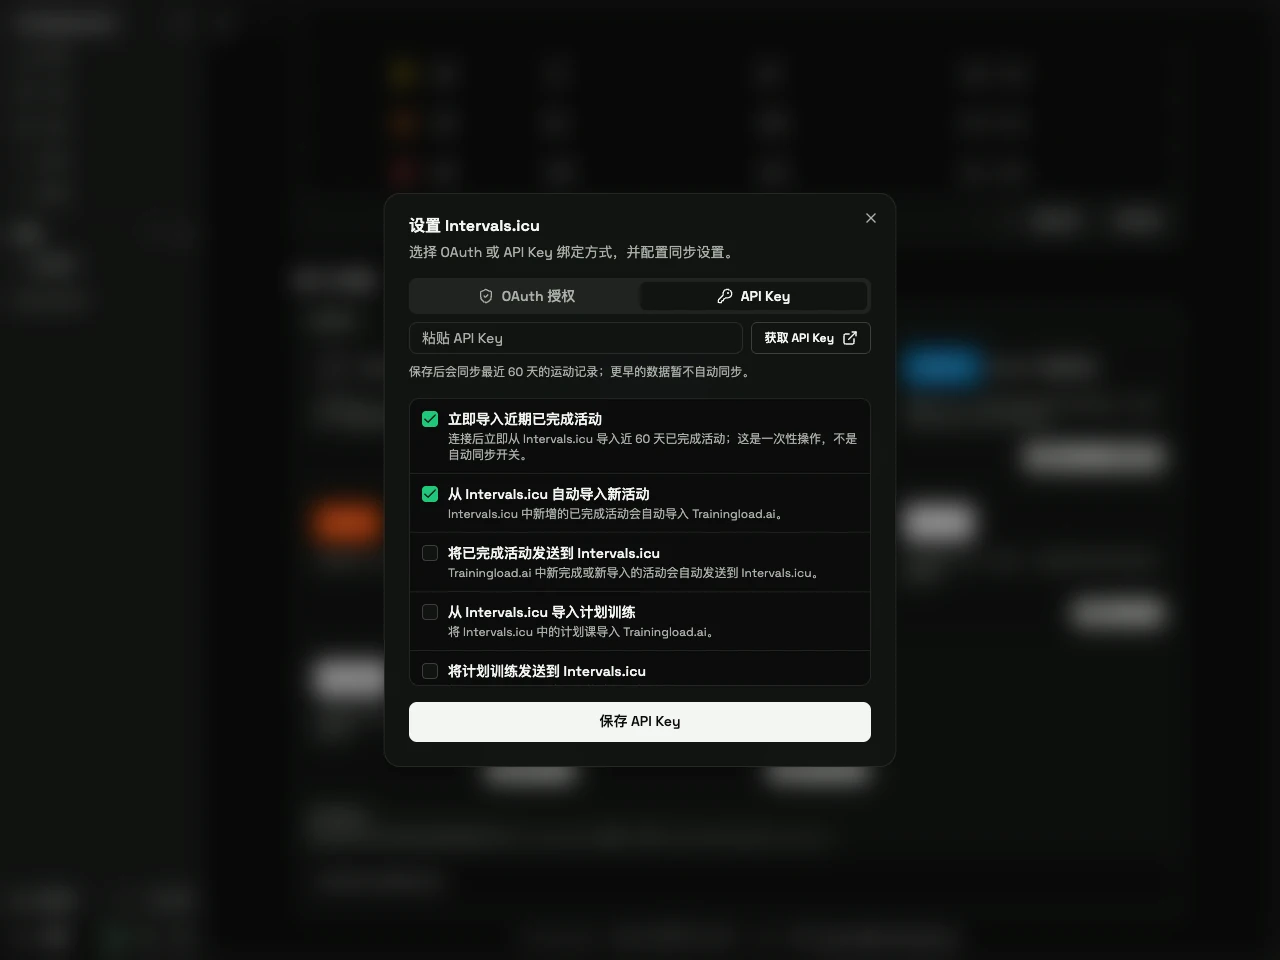 设置 Intervals.icu
选择 OAuth 或 API Key 绑定方式，并配置同步设置。
OAuth 授权
API Key
粘贴 API Key
获取 API Key
保存后会同步最近 60 天的运动记录；更早的数据暂不自动同步。
立即导入近期已完成活动
连接后立即从 Intervals.icu 导入近 60 天已完成活动；这是一次性操作，不是
自动同步开关。
从 Intervals.icu 自动导入新活动
Intervals.icu 中新增的已完成活动会自动导入 Trainingload.ai。
将已完成活动发送到 Intervals.icu
Trainingload.ai 中新完成或新导入的活动会自动发送到 Intervals.icu。
从 Intervals.icu 导入计划训练
将 Intervals.icu 中的计划课导入 Trainingload.ai。
将计划训练发送到 Intervals.icu
保存 API Key